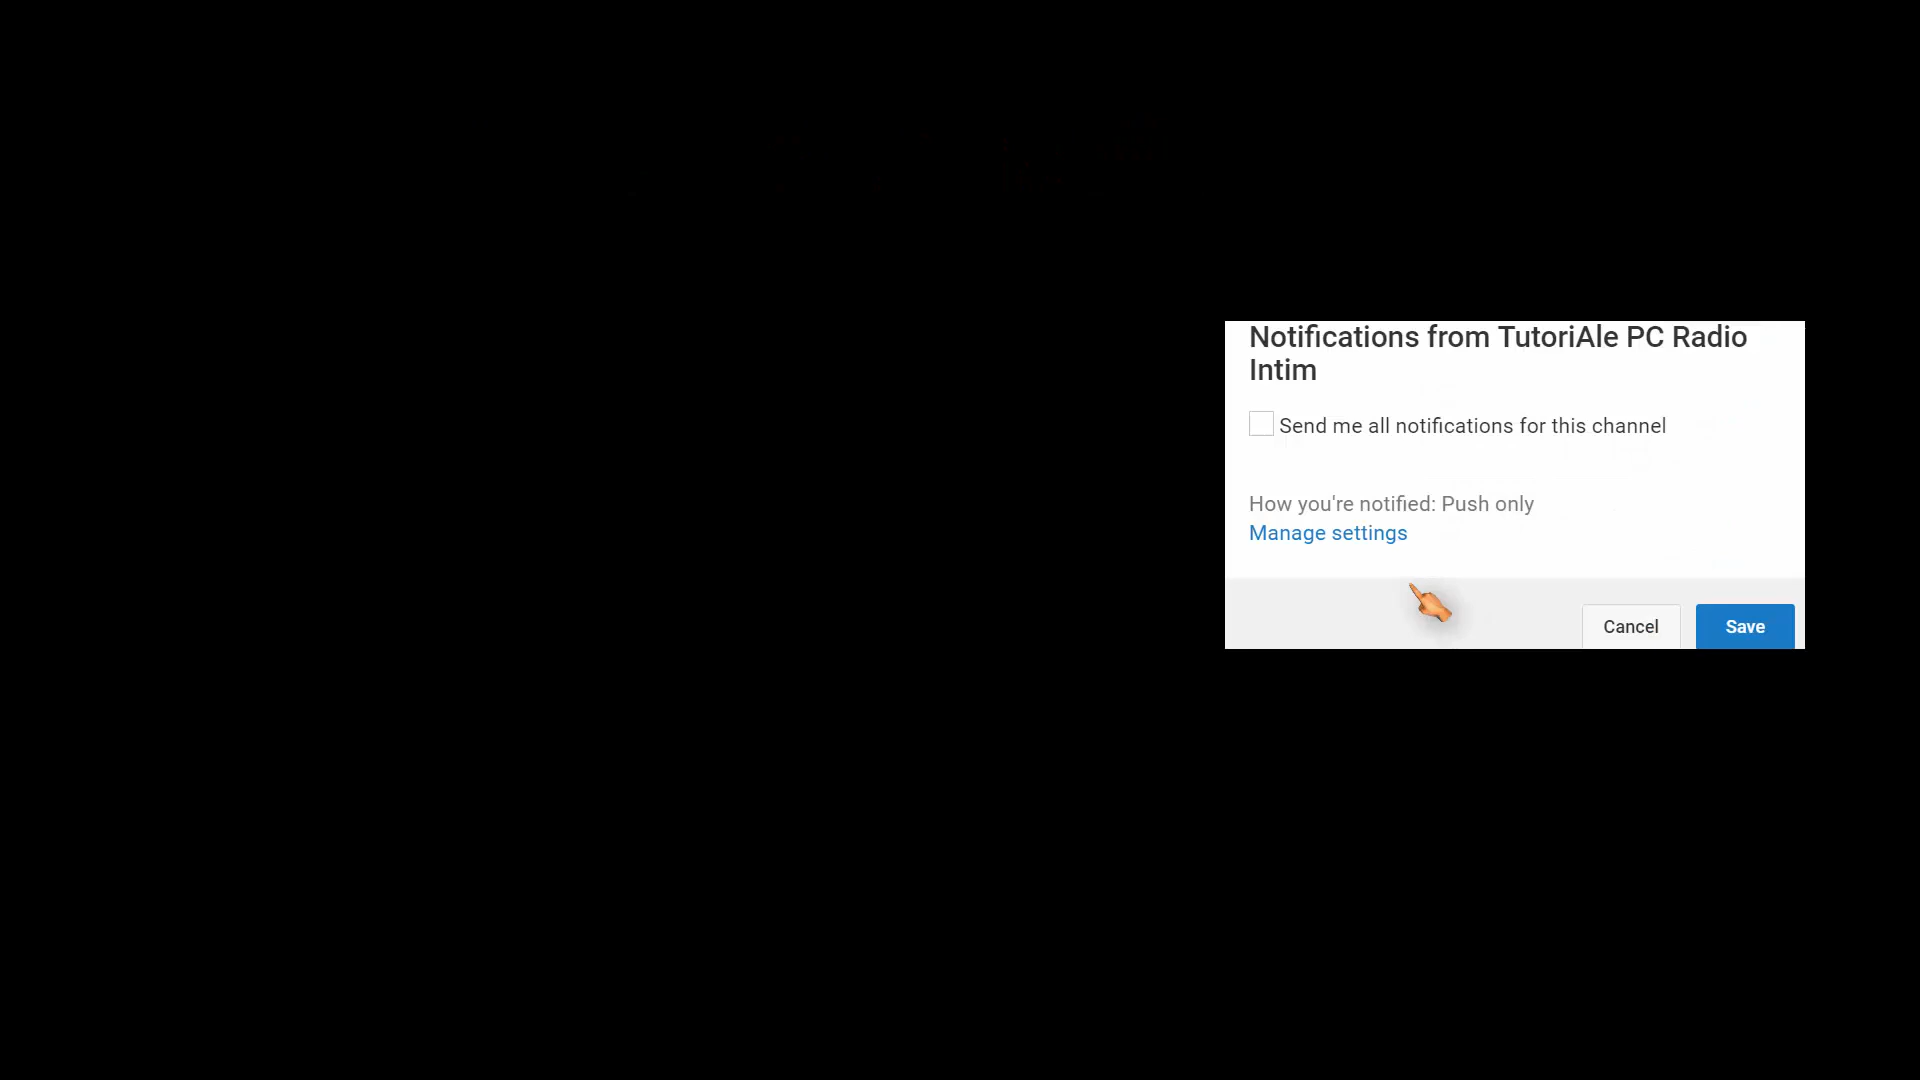 Notifications from TutoriAle PC Radio
Intim
Send me all notifications for this channel
How you're notified: Push only
Manage settings
Cancel
Save